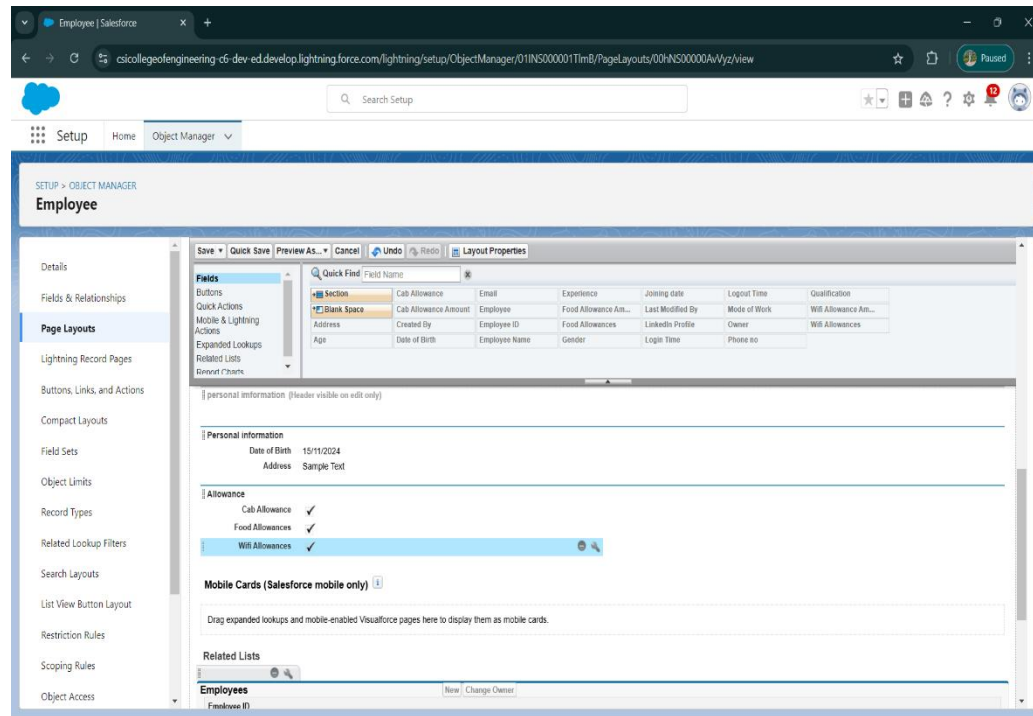 Employee | Salesforce
csicollegeofengineering-c6-dev-ed.develop.lightning.force.com/lightning/setup/ObjectManager/01INS000001TlmB/PageLayouts/00hNS00000AvVyz/view
Paused
Search Setup
12
Setup Home Object Manager
SETUP > OBJECT MANAGER
Employee
Details
Fields & Relationships
Page Layouts
Lightning Record Pages
Buttons, Links, and Actions
Compact Layouts
Field Sets
Object Limits
Record Types
Related Lookup Filters
Search Layouts
List View Button Layout
Restriction Rules
Scoping Rules
Object Access
Save Quick Save Preview As... Cancel Undo Redo Layout Properties
Fields
Buttons
Quick Actions
Mobile & Lightning
Actions
Expanded Lookups
Related Lists
Report Charts
Quick Find Field Name
Section Cab Allowance Email Experience Joining date Logout Time Qualification
Blank Space Cab Allowance Amount Employee Food Allowance Am... Last Modified By Mode of Work Wifi Allowance Am...
Address Created By Employee ID Food Allowances LinkedIn Profile Owner Wifi Allowances
Age Date of Birth Employee Name Gender Login Time Phone no
personal imformation (Header visible on edit only)
Personal information
Date of Birth 15/11/2024
Address Sample Text
Allowance
Cab Allowance ✓
Food Allowances ✓
Wifi Allowances ✓
Mobile Cards (Salesforce mobile only) i
Drag expanded lookups and mobile-enabled Visualforce pages here to display them as mobile cards.
Related Lists
Employees New Change Owner
Employee ID